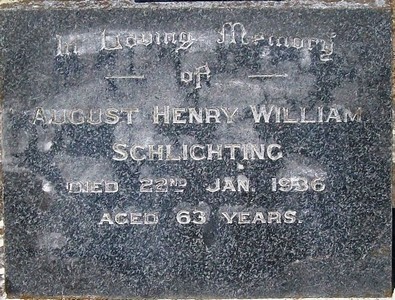 In Loving Memory
of
AUGUST HENRY WILLIAM
SCHLICHTING
DIED 22ND JAN. 1936
AGED 63 YEARS.